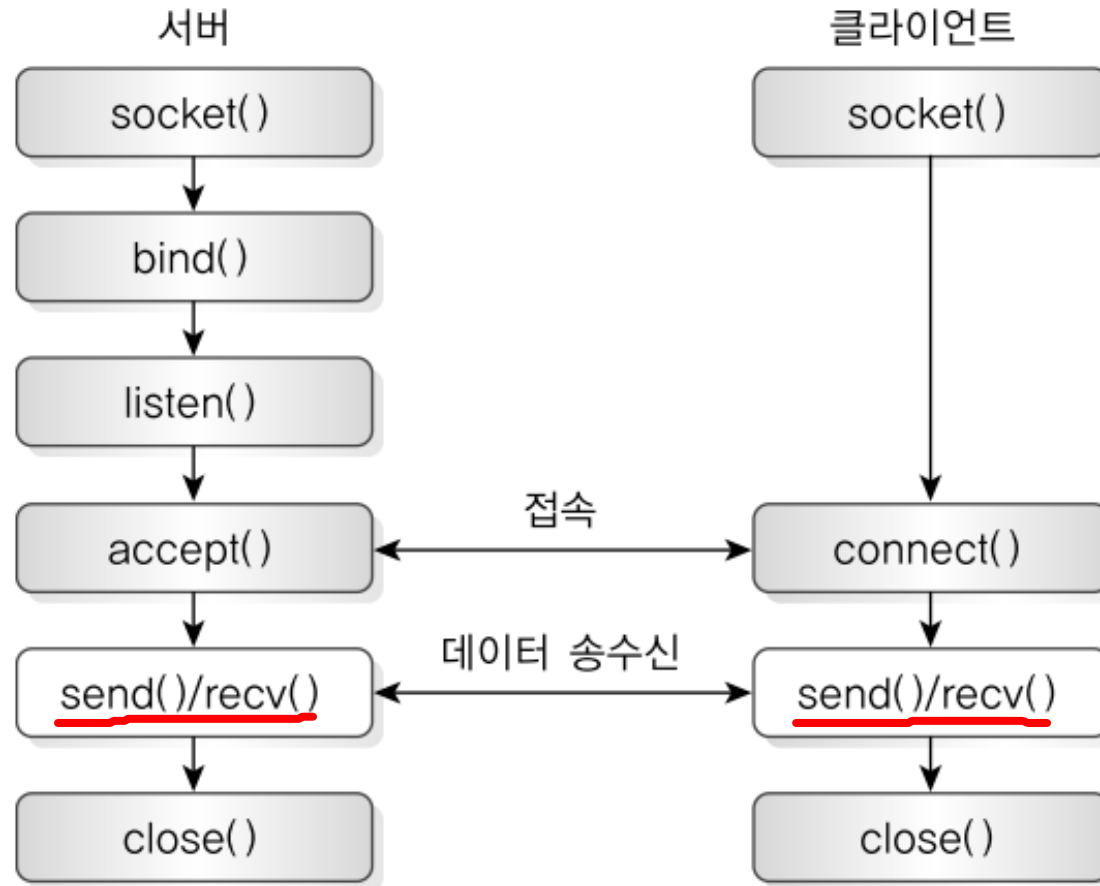 서버
클라이언트
socket()
socket()
bind()
listen()
접속
accept()
connect()
데이터 송수신
send()/recv()
send()/recv()
close()
close()